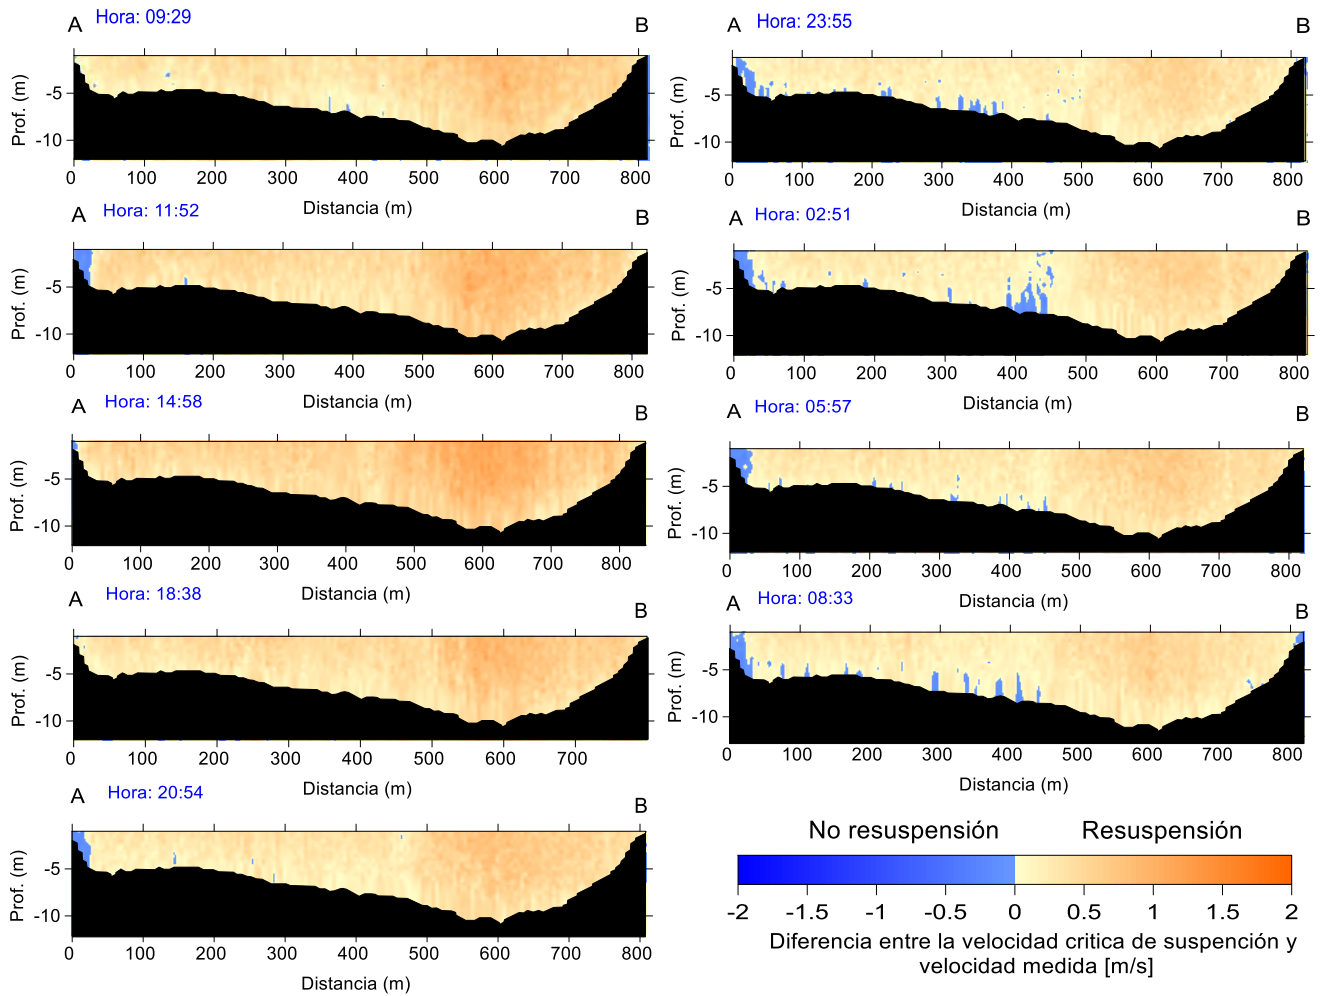 A Hora: 09:29 B
Prof. (m)
-5
-10
0 100 200 300 400 500 600 700 800
Distancia (m)
A Hora: 11:52 B
Prof. (m)
-5
-10
0 100 200 300 400 500 600 700 800
Distancia (m)
A Hora: 14:58 B
Prof. (m)
-5
-10
0 100 200 300 400 500 600 700 800
Distancia (m)
A Hora: 18:38 B
Prof. (m)
-5
-10
0 100 200 300 400 500 600 700
Distancia (m)
A Hora: 20:54 B
Prof. (m)
-5
-10
0 100 200 300 400 500 600 700 800
Distancia (m)
A Hora: 23:55 B
Prof. (m)
-5
-10
0 100 200 300 400 500 600 700 800
Distancia (m)
A Hora: 02:51 B
Prof. (m)
-5
-10
0 100 200 300 400 500 600 700 800
Distancia (m)
A Hora: 05:57 B
Prof. (m)
-5
-10
0 100 200 300 400 500 600 700 800
Distancia (m)
A Hora: 08:33 B
Prof. (m)
-5
-10
0 100 200 300 400 500 600 700 800
Distancia (m)
No resuspensión Resuspensión
-2 -1.5 -1 -0.5 0 0.5 1 1.5 2
Diferencia entre la velocidad critica de suspención y
velocidad medida [m/s]